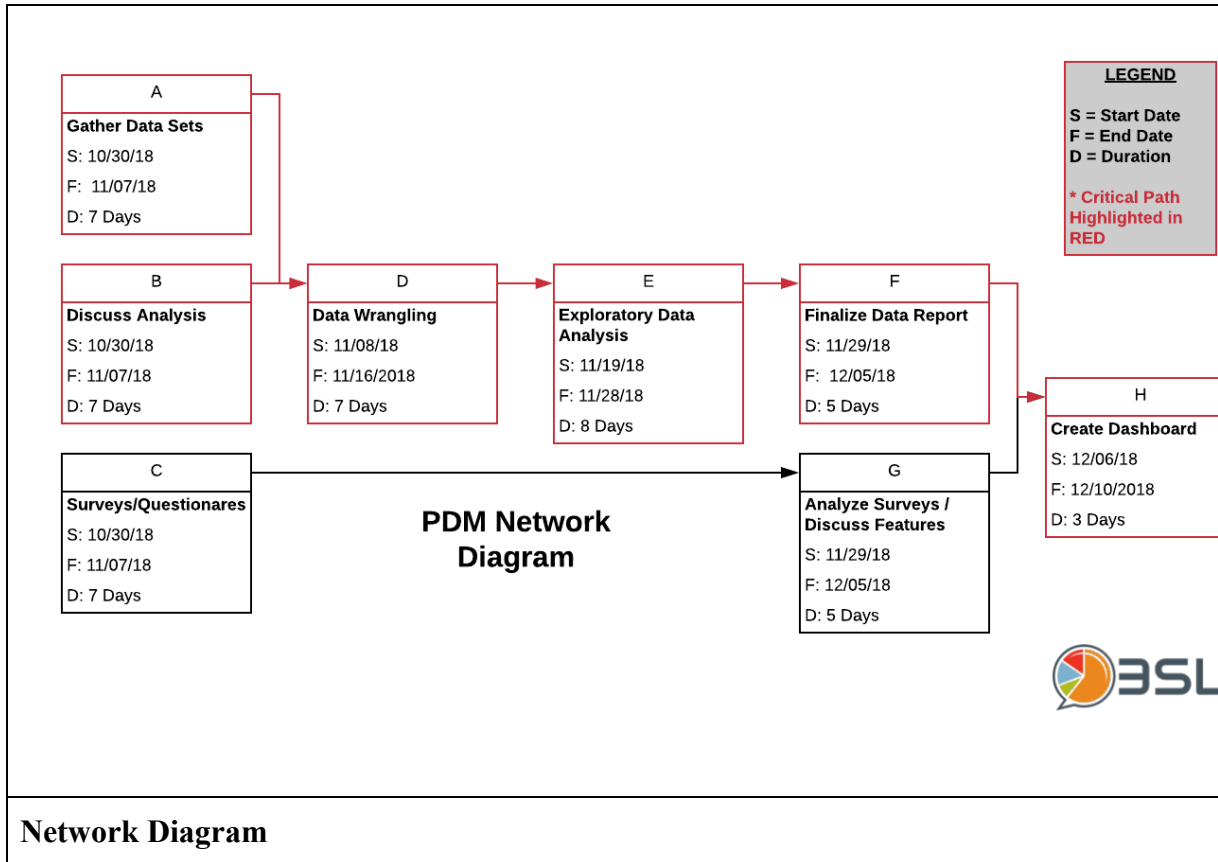 A
Gather Data Sets
S: 10/30/18
F: 11/07/18
D: 7 Days
LEGEND
S = Start Date
F = End Date
D = Duration
* Critical Path
Highlighted in
RED
B
Discuss Analysis
S: 10/30/18
F: 11/07/18
D: 7 Days
D
Data Wrangling
S: 11/08/18
F: 11/16/2018
D: 7 Days
E
Exploratory Data
Analysis
S: 11/19/18
F: 11/28/18
D: 8 Days
F
Finalize Data Report
S: 11/29/18
F: 12/05/18
D: 5 Days
H
Create Dashboard
S: 12/06/18
F: 12/10/2018
D: 3 Days
C
Surveys/Questionares
S: 10/30/18
F: 11/07/18
D: 7 Days
PDM Network
Diagram
G
Analyze Surveys /
Discuss Features
S: 11/29/18
F: 12/05/18
D: 5 Days
3SL
Network Diagram